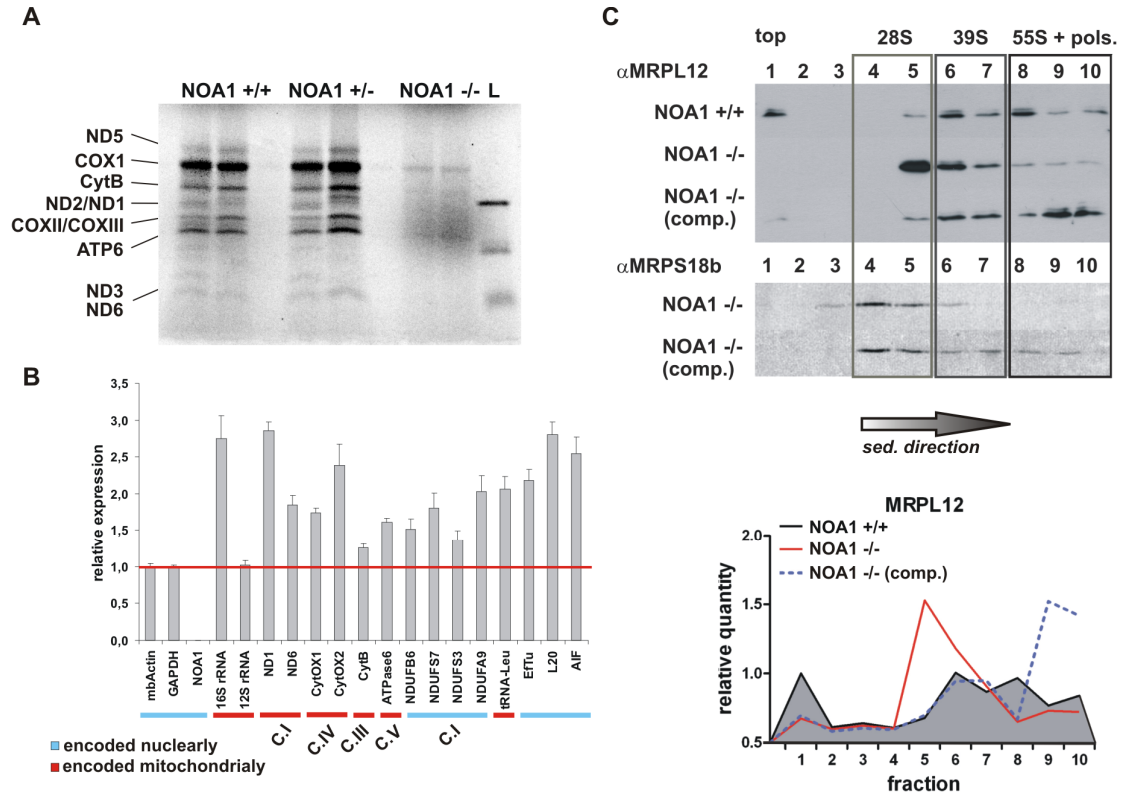 A
NOA1 +/+ NOA1 +/- NOA1 -/- L
ND5
COX1
CytB
ND2/ND1
COXII/COXIII
ATP6
ND3
ND6
B
3,5
3,0
2,5
2,0
1,5
1,0
0,5
0,0
relative expression
mbActin GAPDH NOA1 16S rRNA 12S rRNA ND1 ND6 CytOX1 CytOX2 CytB ATPase6 NDUFB6 NDUFS7 NDUFS3 NDUFA9 tRNA-Leu EfTu L20 AIF
C.I C.IV C.III C.V C.I
encoded nuclearly
encoded mitochondrialy
C
top 28S 39S 55S + pols.
αMRPL12 1 2 3 4 5 6 7 8 9 10
NOA1 +/+
NOA1 -/-
NOA1 -/-
(comp.)
αMRPS18b 1 2 3 4 5 6 7 8 9 10
NOA1 -/-
NOA1 -/-
(comp.)
sed. direction
MRPL12
NOA1 +/+
NOA1 -/-
NOA1 -/- (comp.)
2.0
1.5
1.0
0.5
relative quantity
1 2 3 4 5 6 7 8 9 10
fraction